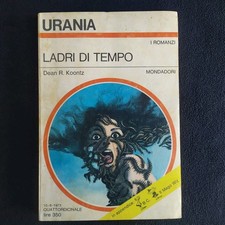 URANIA
I ROMANZI
LADRI DI TEMPO
Dean R. Koontz
MONDADORI
QUATTORDICINALE
lire 350